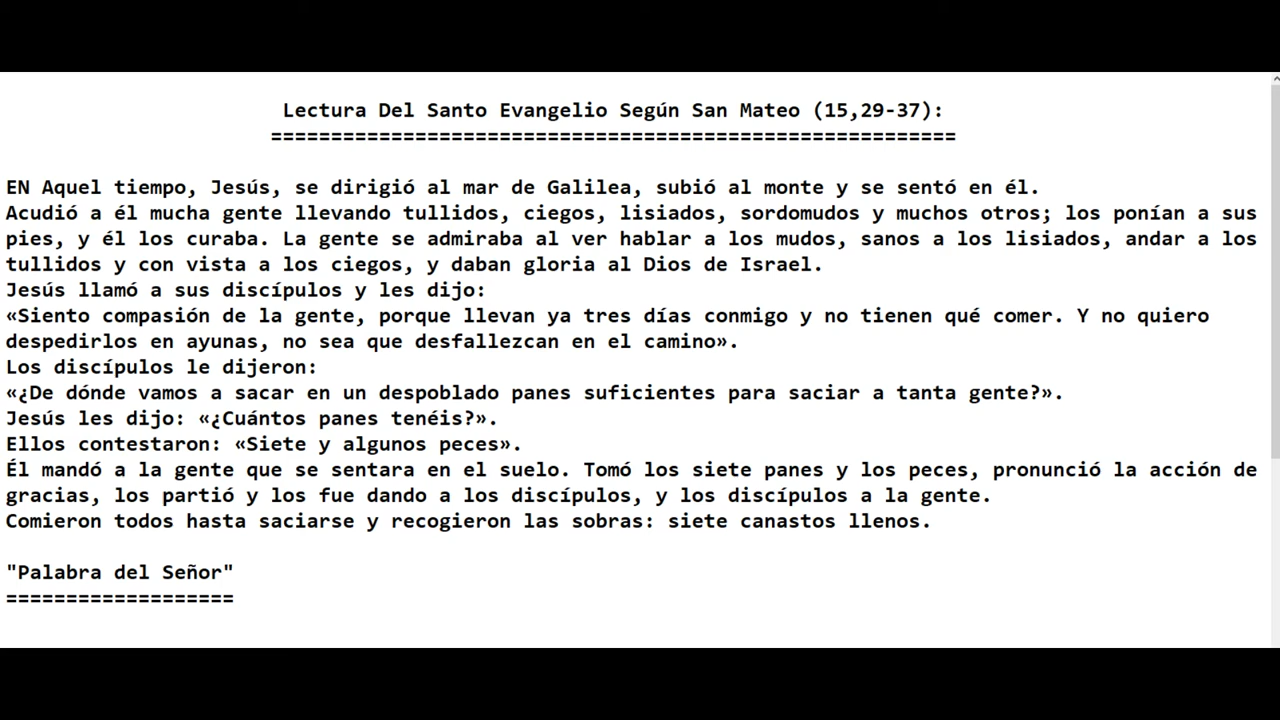 Lectura Del Santo Evangelio Según San Mateo (15,29-37):
=========================================================
EN Aquel tiempo, Jesús, se dirigió al mar de Galilea, subió al monte y se sentó en él.
Acudió a él mucha gente llevando tullidos, ciegos, lisiados, sordomudos y muchos otros; los ponían a sus
pies, y él los curaba. La gente se admiraba al ver hablar a los mudos, sanos a los lisiados, andar a los
tullidos y con vista a los ciegos, y daban gloria al Dios de Israel.
Jesús llamó a sus discípulos y les dijo:
«Siento compasión de la gente, porque llevan ya tres días conmigo y no tienen qué comer. Y no quiero
despedirlos en ayunas, no sea que desfallezcan en el camino».
Los discípulos le dijeron:
«¿De dónde vamos a sacar en un despoblado panes suficientes para saciar a tanta gente?».
Jesús les dijo: «¿Cuántos panes tenéis?».
Ellos contestaron: «Siete y algunos peces».
Él mandó a la gente que se sentara en el suelo. Tomó los siete panes y los peces, pronunció la acción de
gracias, los partió y los fue dando a los discípulos, y los discípulos a la gente.
Comieron todos hasta saciarse y recogieron las sobras: siete canastos llenos.
"Palabra del Señor"
===================